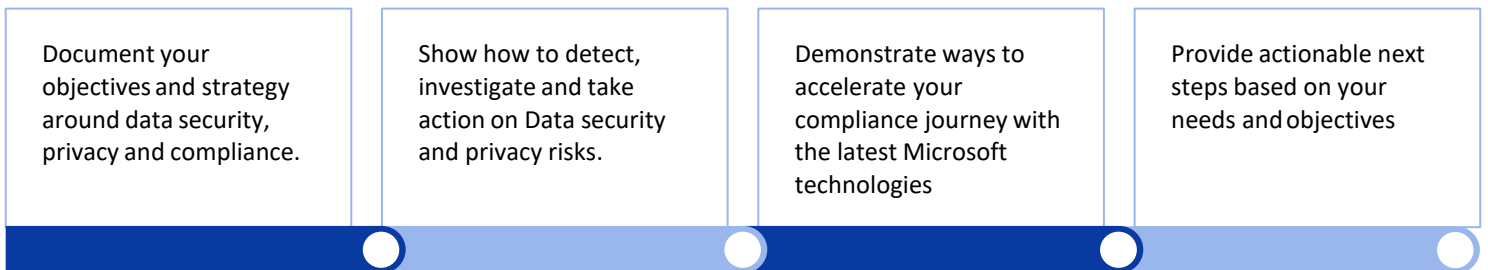 Document your
objectives and strategy
around data security,
privacy and compliance.
Show how to detect,
investigate and take
action on Data security
and privacy risks.
Demonstrate ways to
accelerate your
compliance journey with
the latest Microsoft
technologies
Provide actionable next
steps based on your
needs and objectives